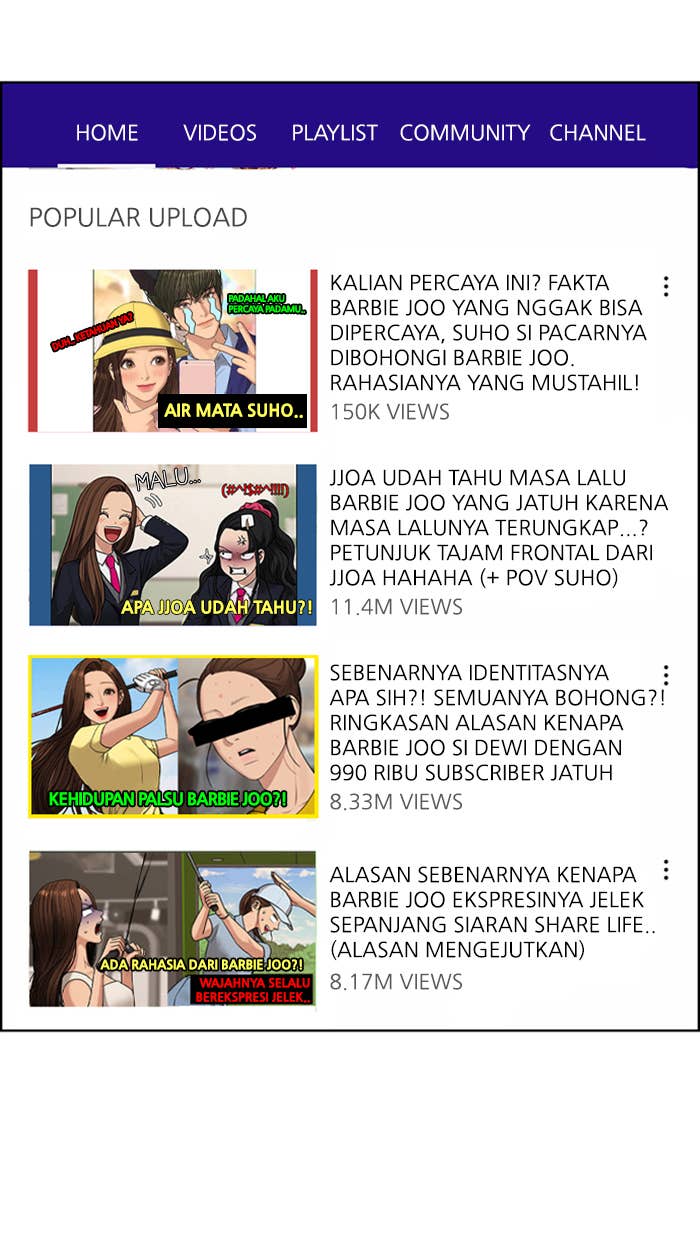 HOME VIDEOS PLAYLIST COMMUNITY CHANNEL
POPULAR UPLOAD
DUH.. KETAHUAN YA?
PADAHAL AKU
PERCAYA PADAMU..
AIR MATA SUHO..
KALIAN PERCAYA INI? FAKTA
BARBIE JOO YANG NGGAK BISA
DIPERCAYA, SUHO SI PACARNYA
DIBOHONGI BARBIE JOO.
RAHASIANYA YANG MUSTAHIL!
150K VIEWS
MALU...
(#^!$#^!!!!)
APA JJOA UDAH TAHU?!
JJOA UDAH TAHU MASA LALU
BARBIE JOO YANG JATUH KARENA
MASA LALUNYA TERUNGKAP...?
PETUNJUK TAJAM FRONTAL DARI
JJOA HAHAHA (+ POV SUHO)
11.4M VIEWS
KEHIDUPAN PALSU BARBIE JOO?!
SEBENARNYA IDENTITASNYA
APA SIH?! SEMUANYA BOHONG?!
RINGKASAN ALASAN KENAPA
BARBIE JOO SI DEWI DENGAN
990 RIBU SUBSCRIBER JATUH
8.33M VIEWS
ADA RAHASIA DARI BARBIE JOO?!
WAJAHNYA SELALU
BEREKSPRESI JELEK..
ALASAN SEBENARNYA KENAPA
BARBIE JOO EKSPRESINYA JELEK
SEPANJANG SIARAN SHARE LIFE..
(ALASAN MENGEJUTKAN)
8.17M VIEWS